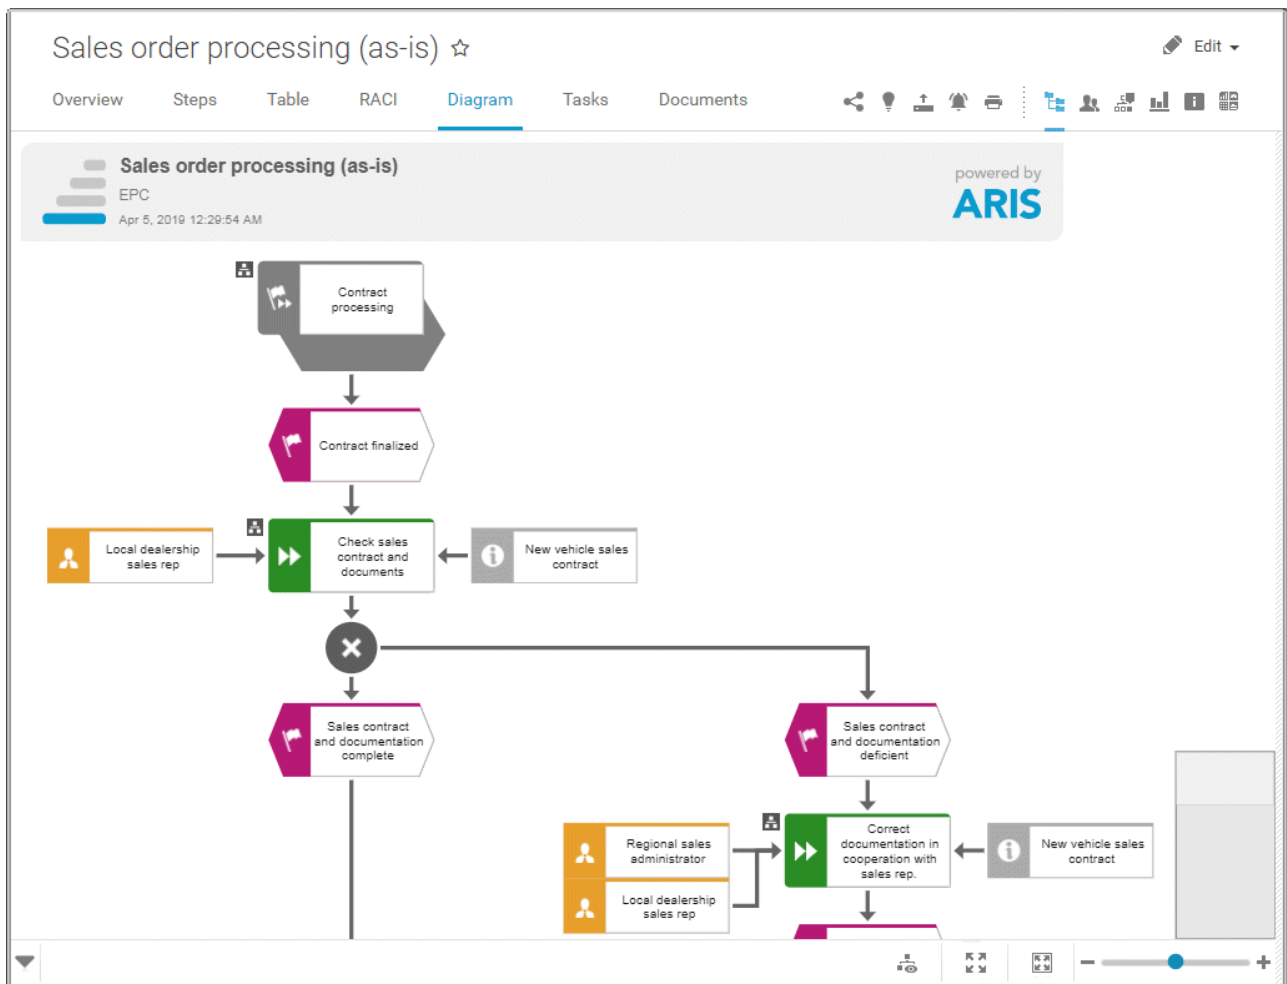 Sales order processing (as-is)
Edit
Overview
Steps
Table
RACI
Diagram
Tasks
Documents
Sales order processing (as-is)
EPC
Apr 5, 2019 12:29:54 AM
powered by
ARIS
Contract
processing
Contract finalized
Local dealership
sales rep
Check sales
contract and
documents
New vehicle sales
contract
Sales contract
and documentation
complete
Sales contract
and documentation
deficient
Regional sales
administrator
Local dealership
sales rep
Correct
documentation in
cooperation with
sales rep.
New vehicle sales
contract